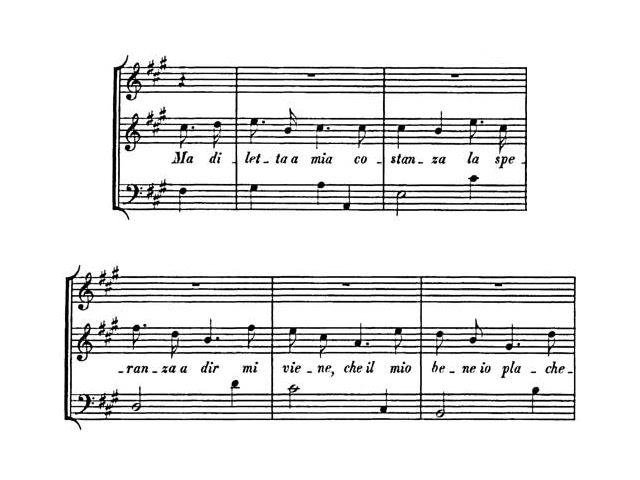 Ma di - let - ta a mia co - stan - za la spe -
- ran - za a dir mi vie - ne, che il mio be - ne io pla - che -